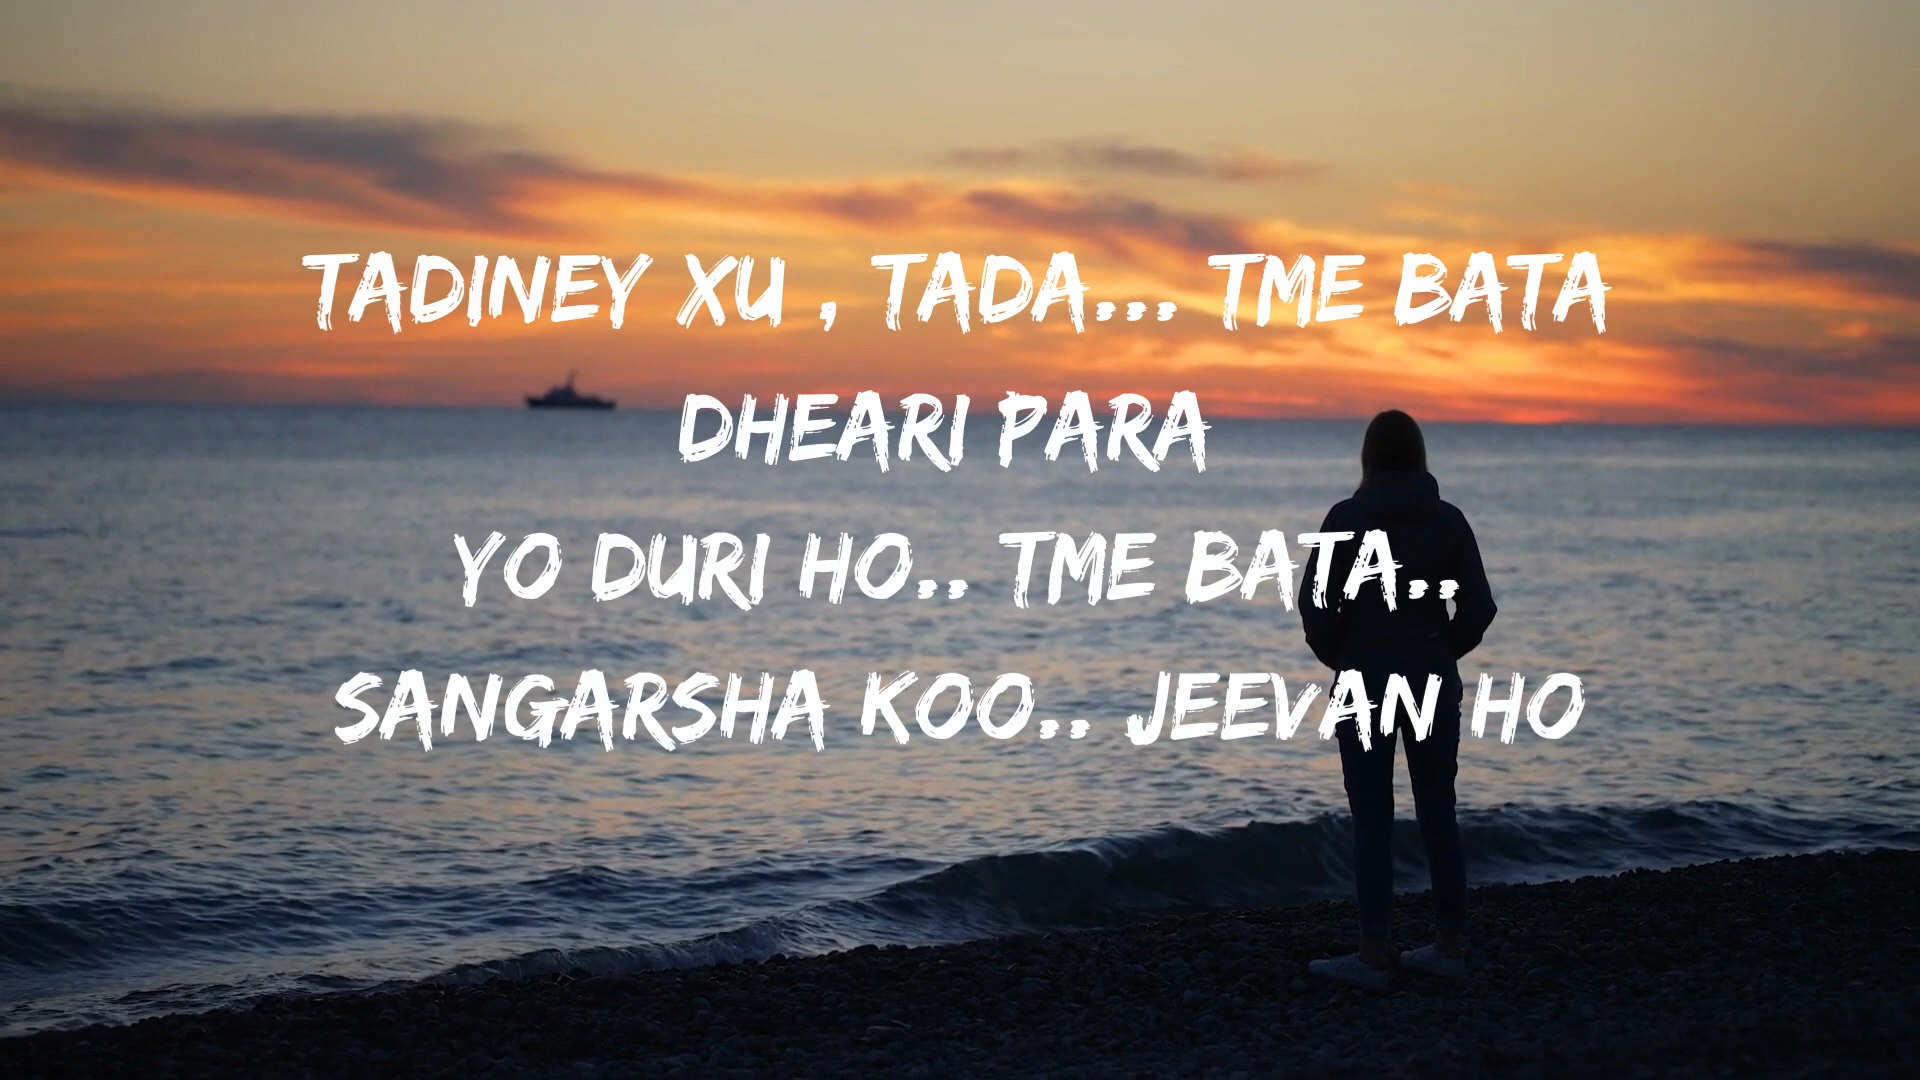 TADINEY XU , TADA... TME BATA
DHEARI PARA
YO DURI HO.. TME BATA..
SANGARSHA KOO.. JEEVAN HO